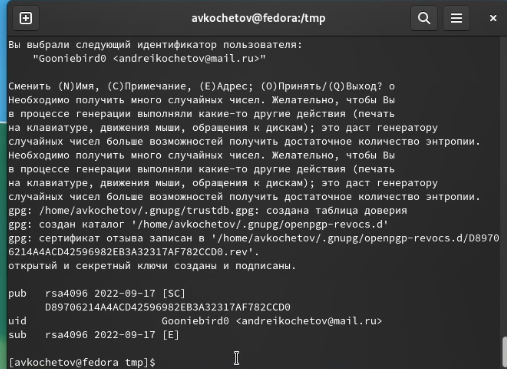 avkochetov@fedora:/tmp
Вы выбрали следующий идентификатор пользователя:
"Gooniebird0 <andreikochetov@mail.ru>"
Сменить (N)Имя, (C)Примечание, (E)Адрес; (O)Принять/(Q)Выход? o
Необходимо получить много случайных чисел. Желательно, чтобы Вы
в процессе генерации выполняли какие-то другие действия (печать
на клавиатуре, движения мыши, обращения к дискам); это даст генератору
случайных чисел больше возможностей получить достаточное количество энтропии.
Необходимо получить много случайных чисел. Желательно, чтобы Вы
в процессе генерации выполняли какие-то другие действия (печать
на клавиатуре, движения мыши, обращения к дискам); это даст генератору
случайных чисел больше возможностей получить достаточное количество энтропии.
gpg: /home/avkochetov/.gnupg/trustdb.gpg: создана таблица доверия
gpg: создан каталог '/home/avkochetov/.gnupg/openpgp-revocs.d'
gpg: сертификат отзыва записан в '/home/avkochetov/.gnupg/openpgp-revocs.d/D8970
6214A4ACD42596982EB3A32317AF782CCD0.rev'.
открытый и секретный ключи созданы и подписаны.
pub   rsa4096 2022-09-17 [SC]
D89706214A4ACD42596982EB3A32317AF782CCD0
uid                      Gooniebird0 <andreikochetov@mail.ru>
sub   rsa4096 2022-09-17 [E]
[avkochetov@fedora tmp]$